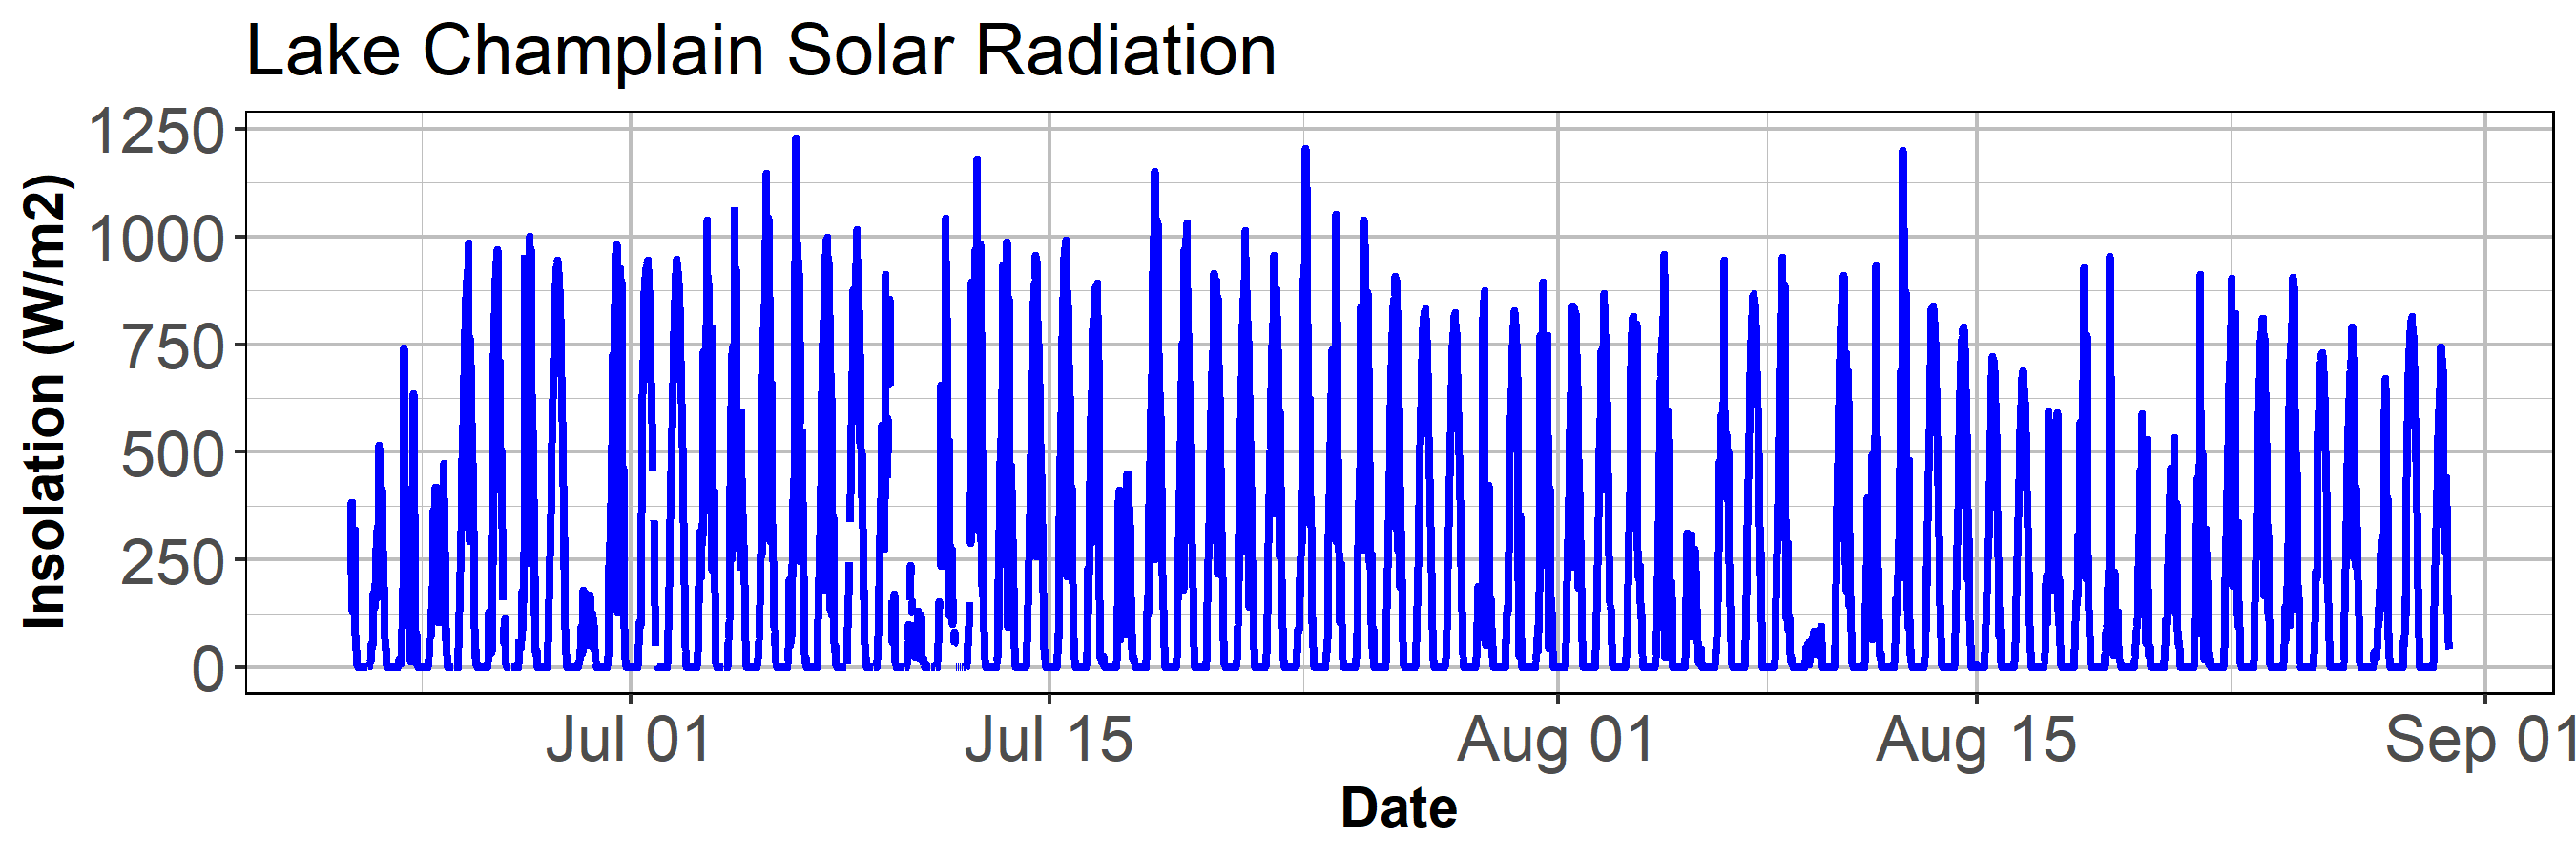 Lake Champlain Solar Radiation
1250
1000
750
500
250
0
Insolation (W/m2)
Jul 01 Jul 15 Aug 01 Aug 15 Sep 01
Date